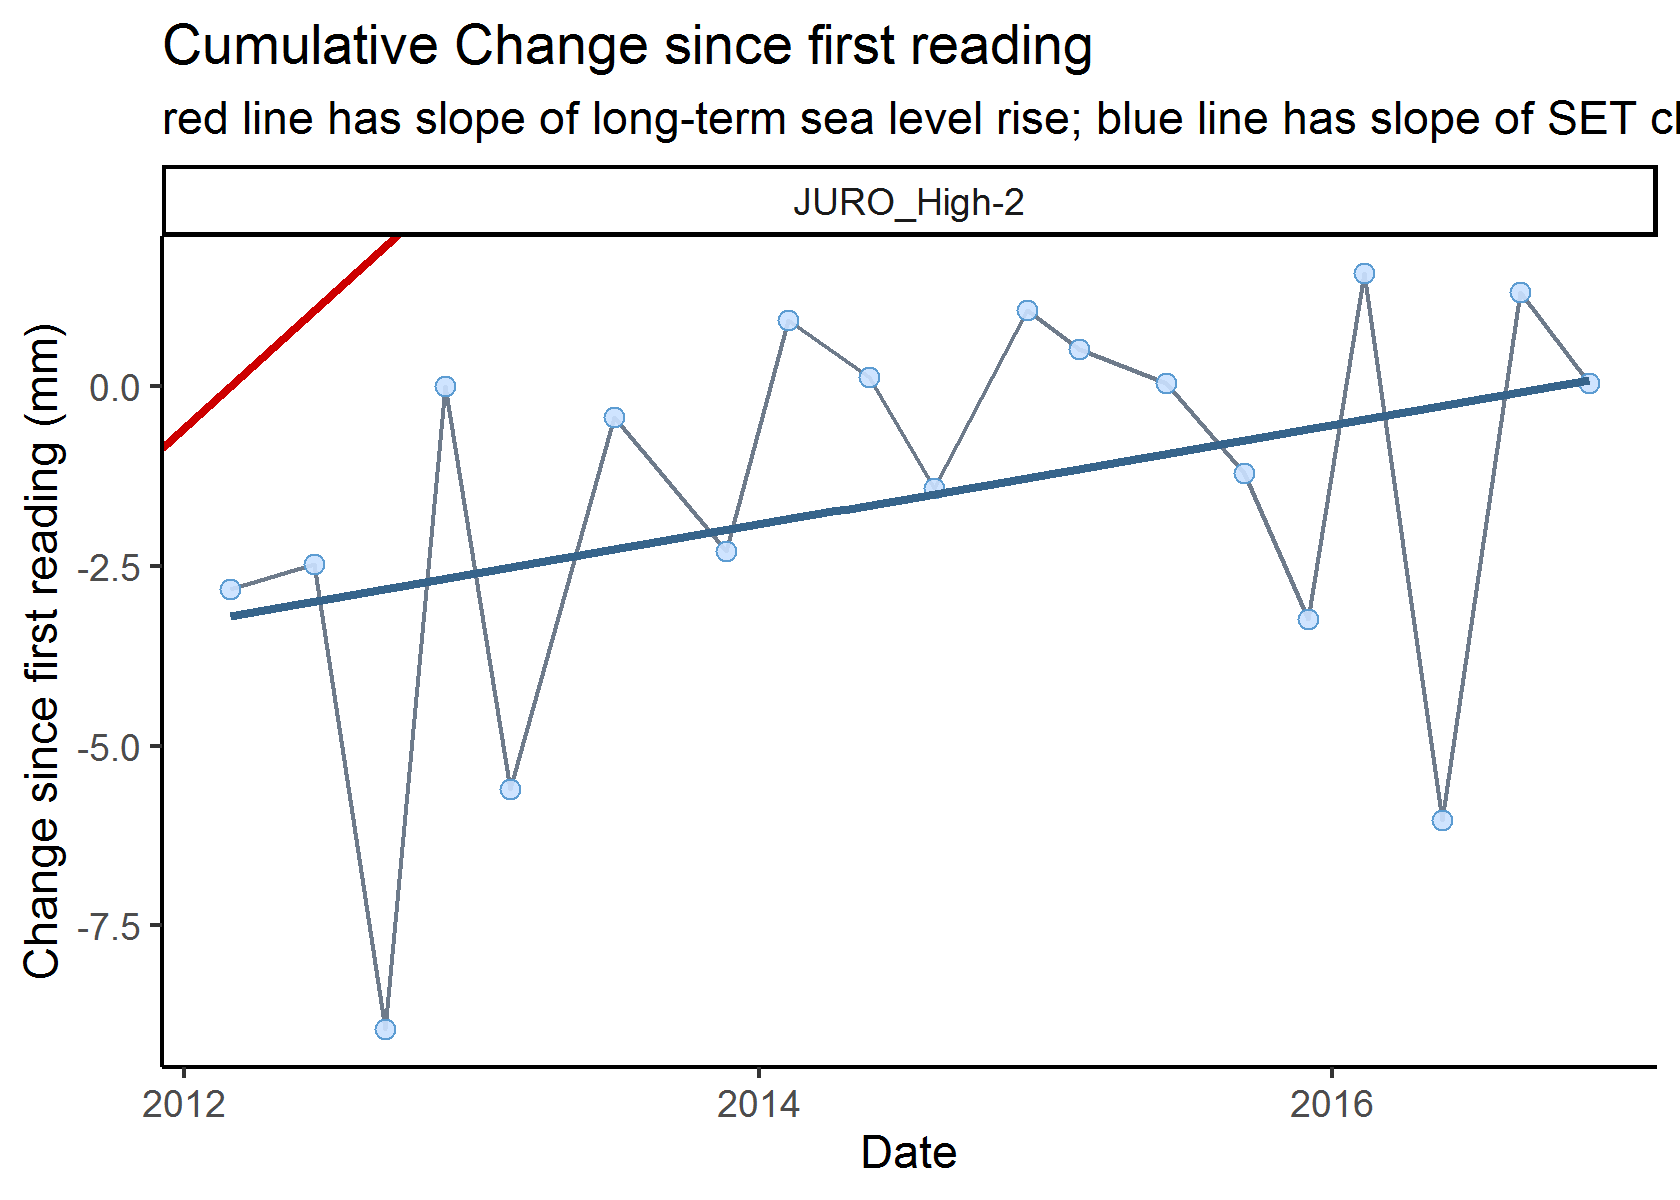 Cumulative Change since first reading
red line has slope of long-term sea level rise; blue line has slope of SET
JURO_High-2
Change since first reading (mm)
0.0
-2.5
-5.0
-7.5
2012
2014
2016
Date